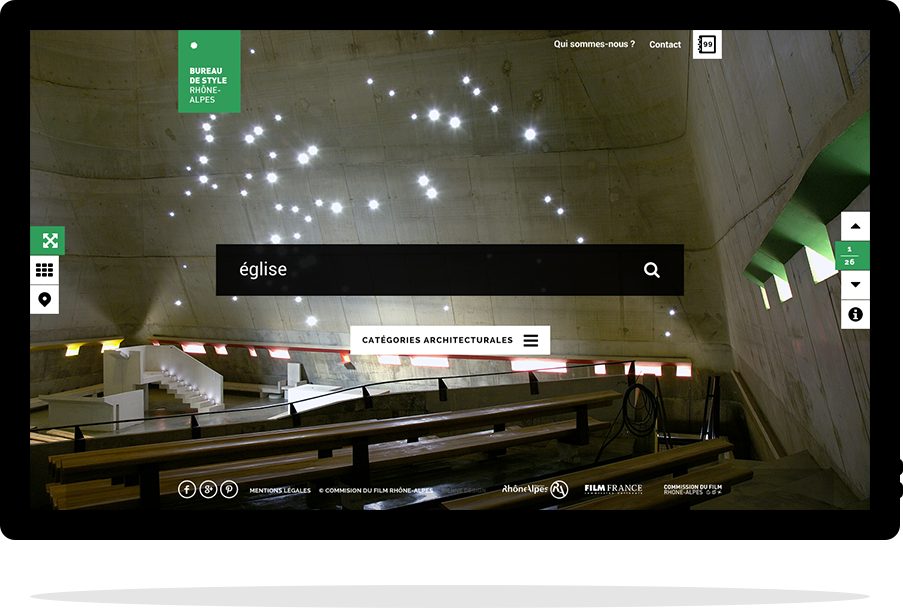 Qui sommes-nous ?
Contact
99
BUREAU
DE STYLE
RHÔNE-
ALPES
1
26
église
CATÉGORIES ARCHITECTURALES
MENTIONS LÉGALES
© COMMISION DU FILM RHÔNE-ALPES
RhôneAlpes
RA
FILM FRANCE
COMMISSION DU FILM
RHÔNE-ALPES